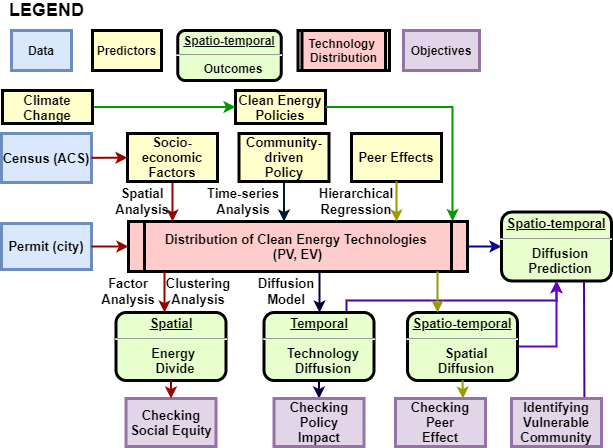 LEGEND
Data
Predictors
Spatio-temporal
Outcomes
Technology
Distribution
Objectives
Climate
Change
Clean Energy
Policies
Census (ACS)
Socio-
economic
Factors
Community-
driven
Policy
Peer Effects
Spatial
Analysis
Time-series
Analysis
Hierarchical
Regression
Permit (city)
Distribution of Clean Energy Technologies
(PV, EV)
Spatio-temporal
Diffusion
Prediction
Factor
Analysis
Clustering
Analysis
Diffusion
Model
Spatial
Energy
Divide
Temporal
Technology
Diffusion
Spatio-temporal
Spatial
Diffusion
Checking
Social Equity
Checking
Policy
Impact
Checking
Peer
Effect
Identifying
Vulnerable
Community